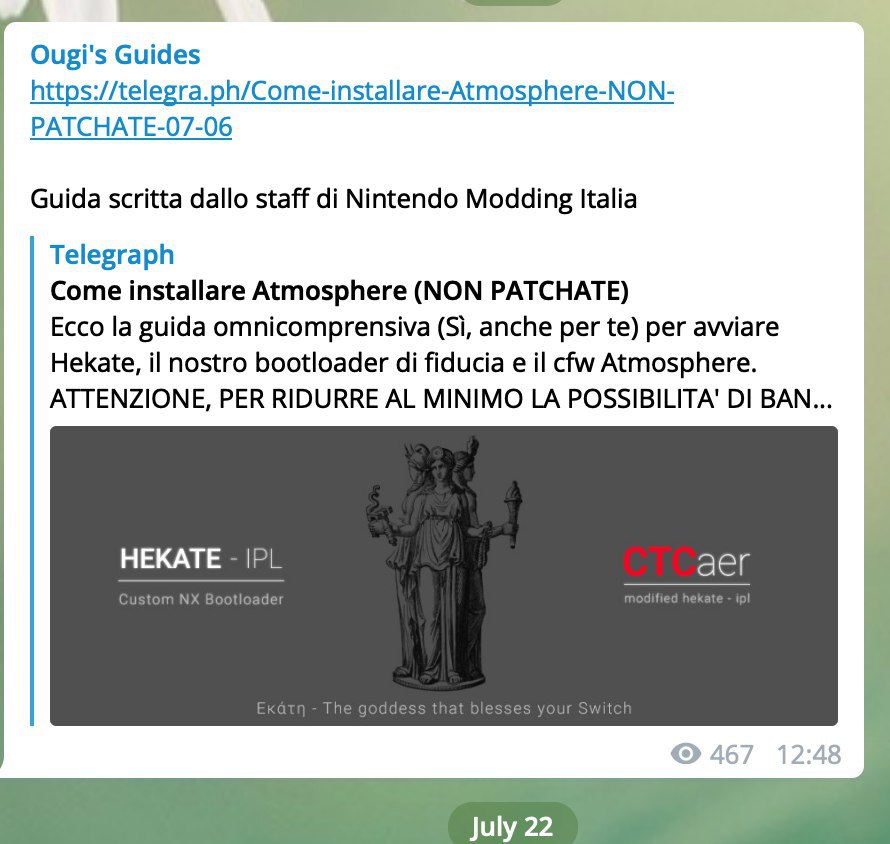 Ougi's Guides
https://telegra.ph/Come-installare-Atmosphere-NON-
PATCHATE-07-06
Guida scritta dallo staff di Nintendo Modding Italia
Telegraph
Come installare Atmosphere (NON PATCHATE)
Ecco la guida omnicomprensiva (Sì, anche per te) per avviare
Hekate, il nostro bootloader di fiducia e il cfw Atmosphere.
ATTENZIONE, PER RIDURRE AL MINIMO LA POSSIBILITA' DI BAN...
HEKATE - IPL
Custom NX Bootloader
CTCaer
modified hekate - ipl
Εκάτη - The goddess that blesses your Switch
467 12:48
July 22